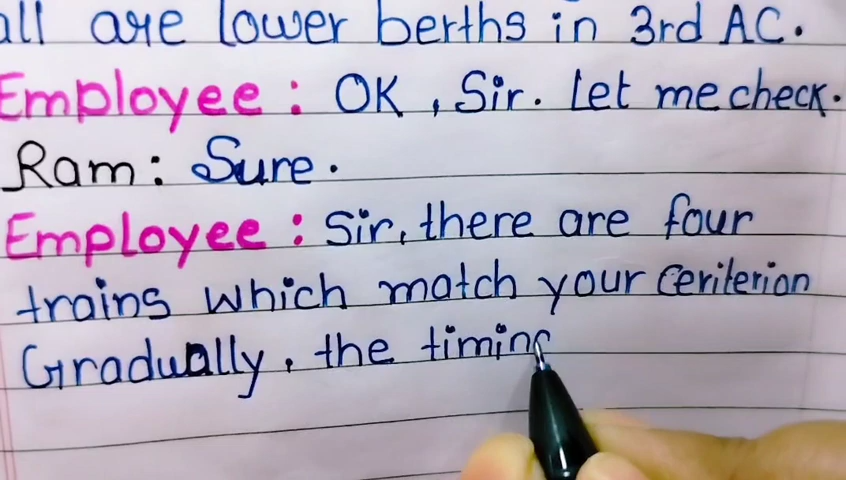 all are lower berths in 3rd AC.
Employee: OK, Sir. Let me check.
Ram: Sure.
Employee: Sir, there are four
trains which match your Ceriterion
Gradually, the timing